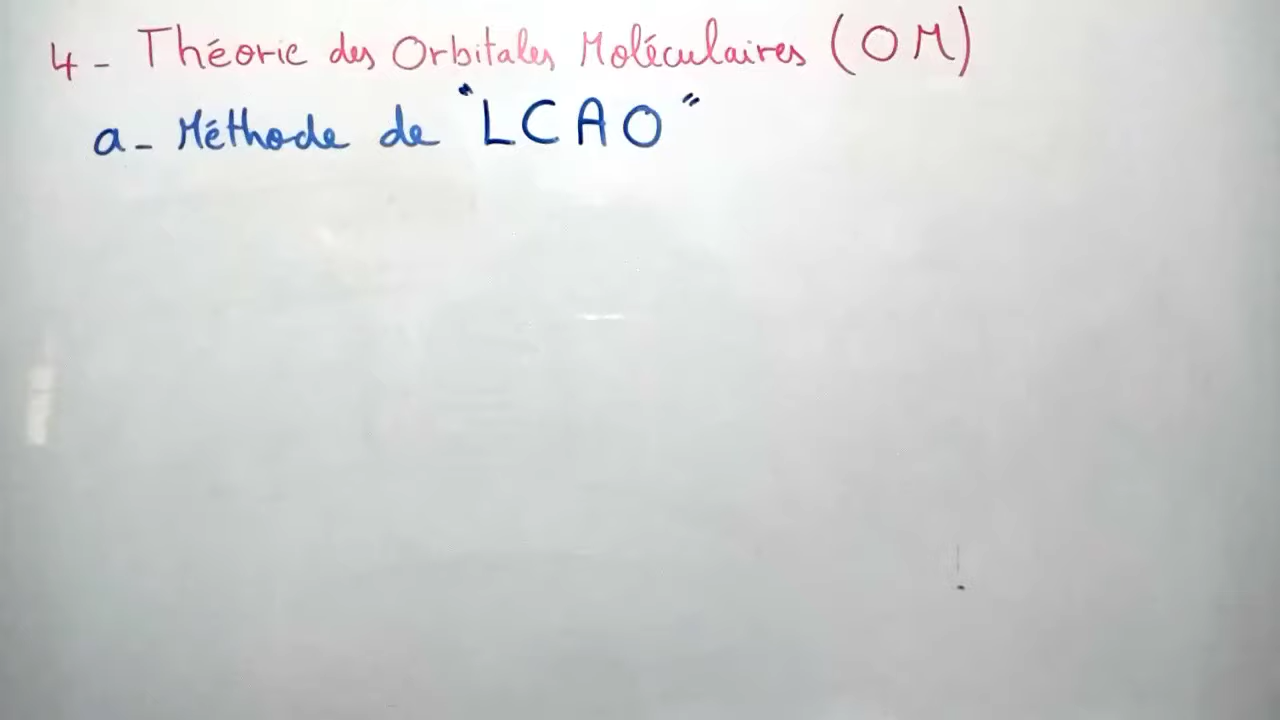 4 - Théorie des Orbitales Moléculaires (OM)
a - Méthode de "LCAO"